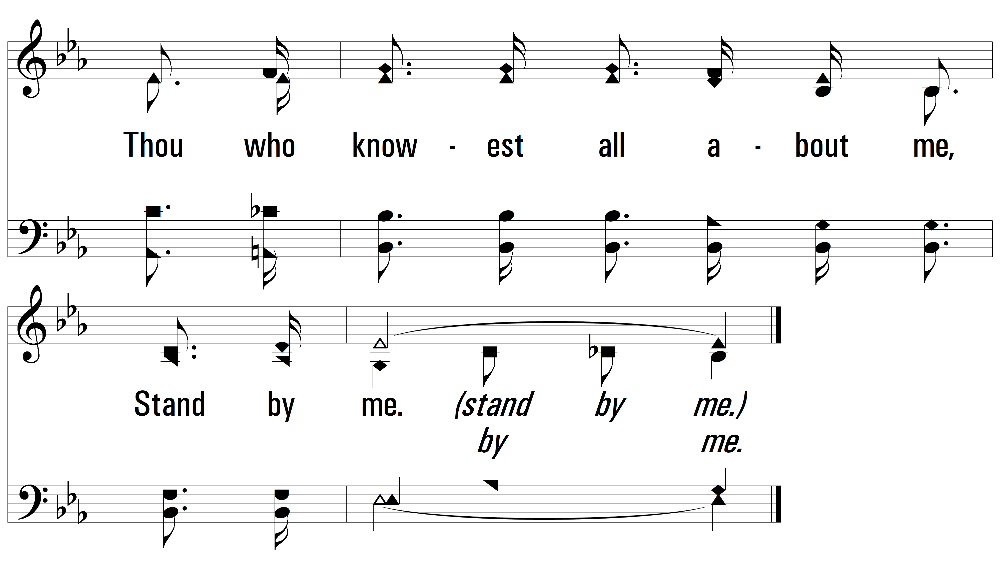 Thou who know - est all a - bout me,
Stand by me. (stand by me.)
by me.